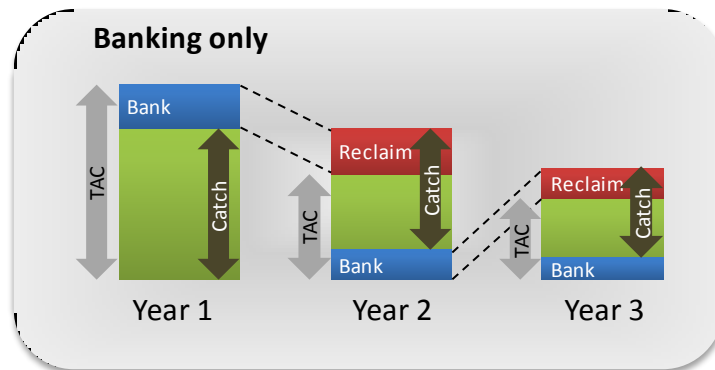 Banking only
Bank
TAC
Catch
Reclaim
TAC
Catch
Bank
Reclaim
TAC
Catch
Bank
Year 1
Year 2
Year 3